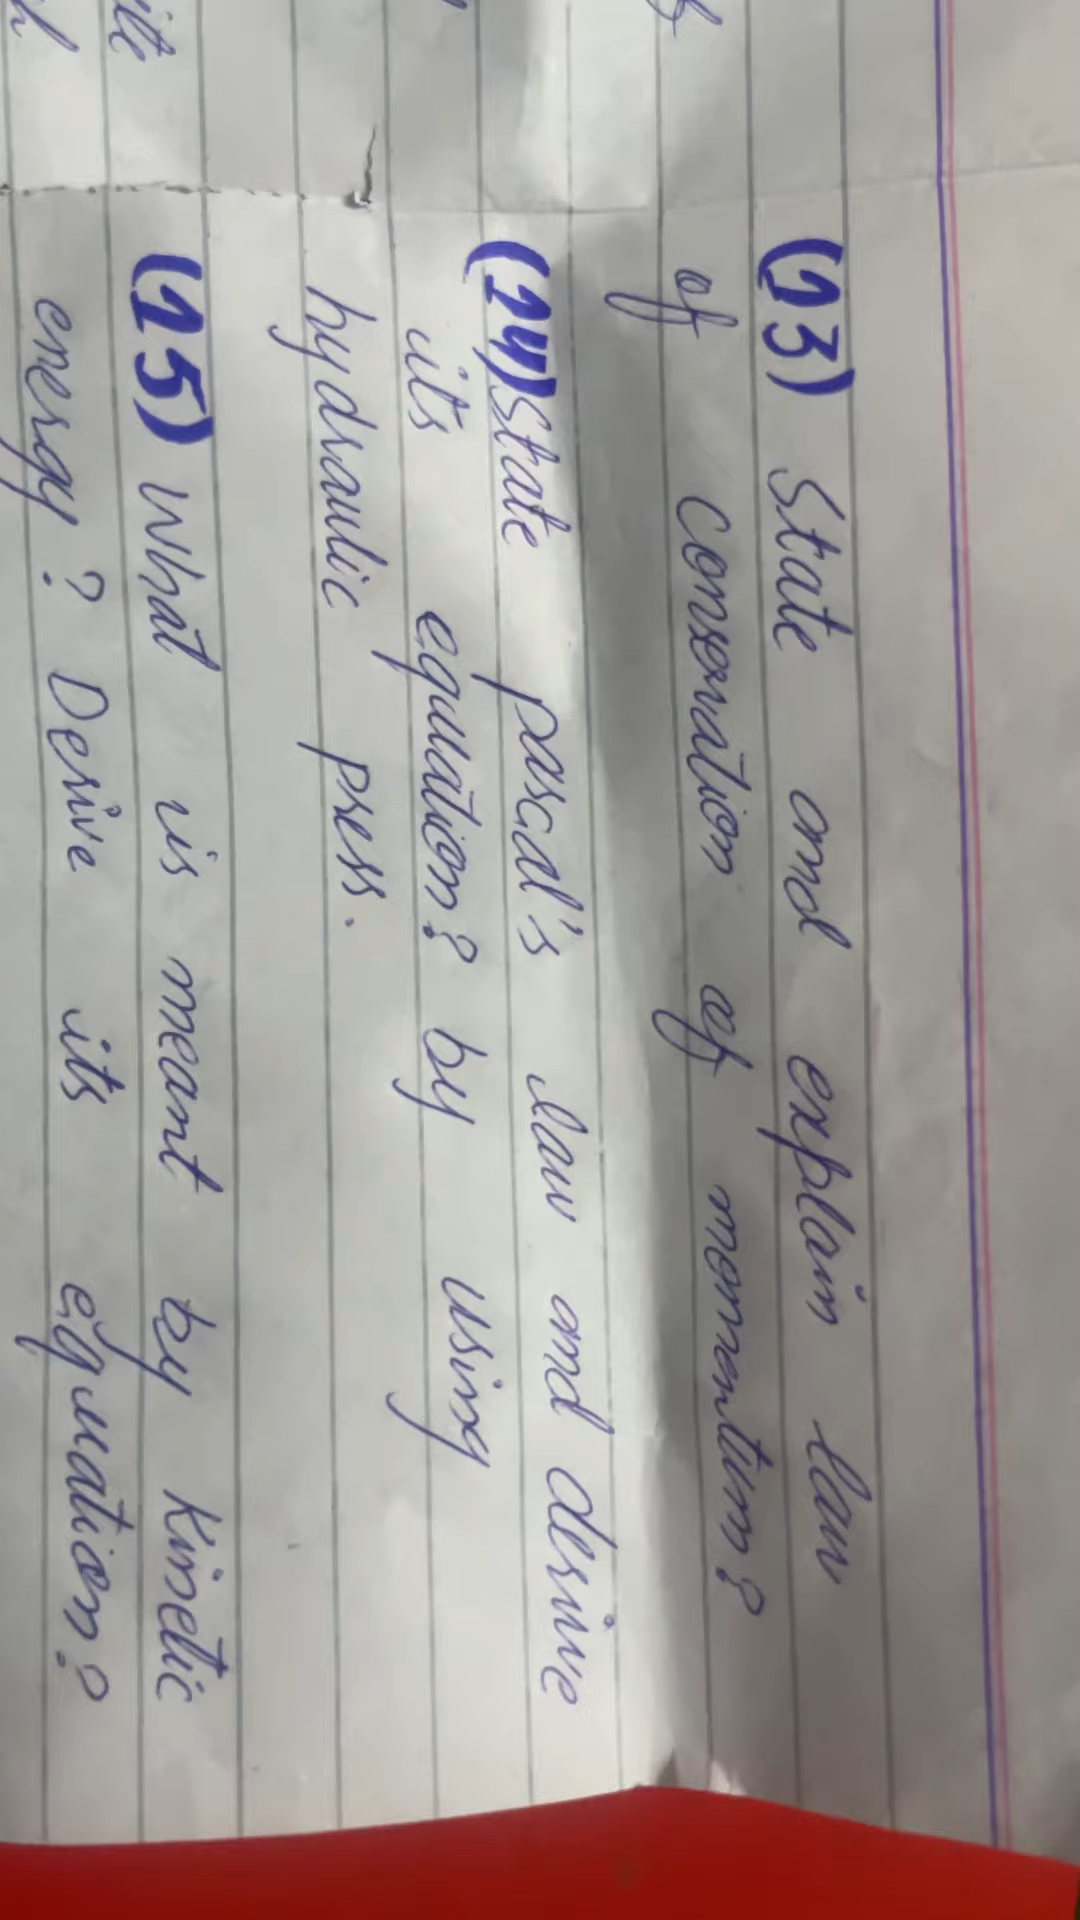 (13) State and explain law
of conservation of momentum?
(14) State pascal's law and derive
its equation? by using
hydraulic press.
(15) What is meant by Kinetic
energy? Derive its equation?